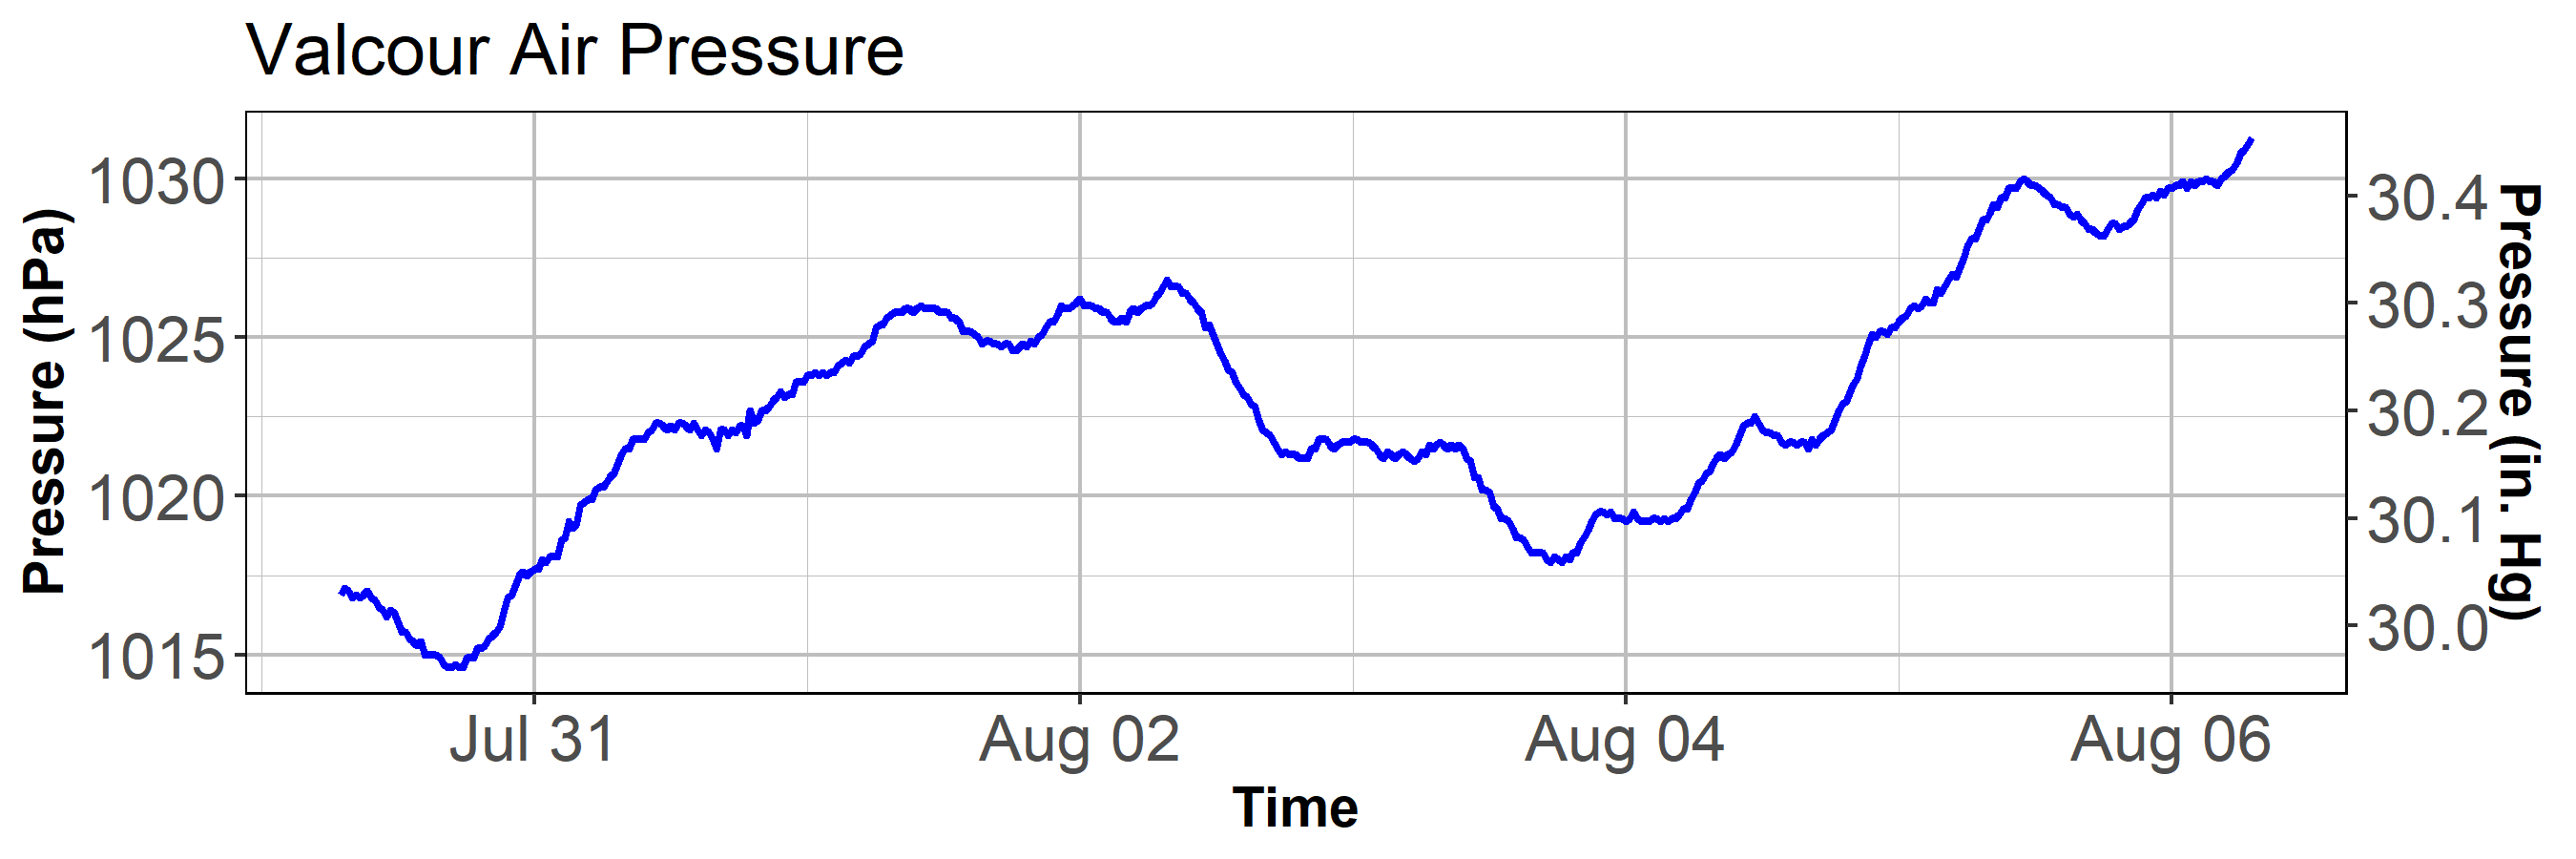 Valcour Air Pressure
Pressure (hPa)
1030
1025
1020
1015
30.4
30.3
30.2
30.1
30.0
Pressure (in. Hg)
Jul 31 Aug 02 Aug 04 Aug 06
Time